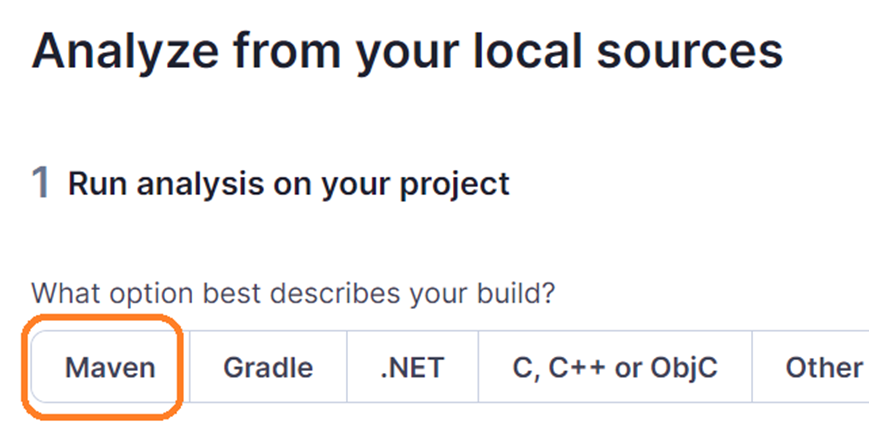 Analyze from your local sources
1 Run analysis on your project
What option best describes your build?
Maven Gradle .NET C, C++ or ObjC Other